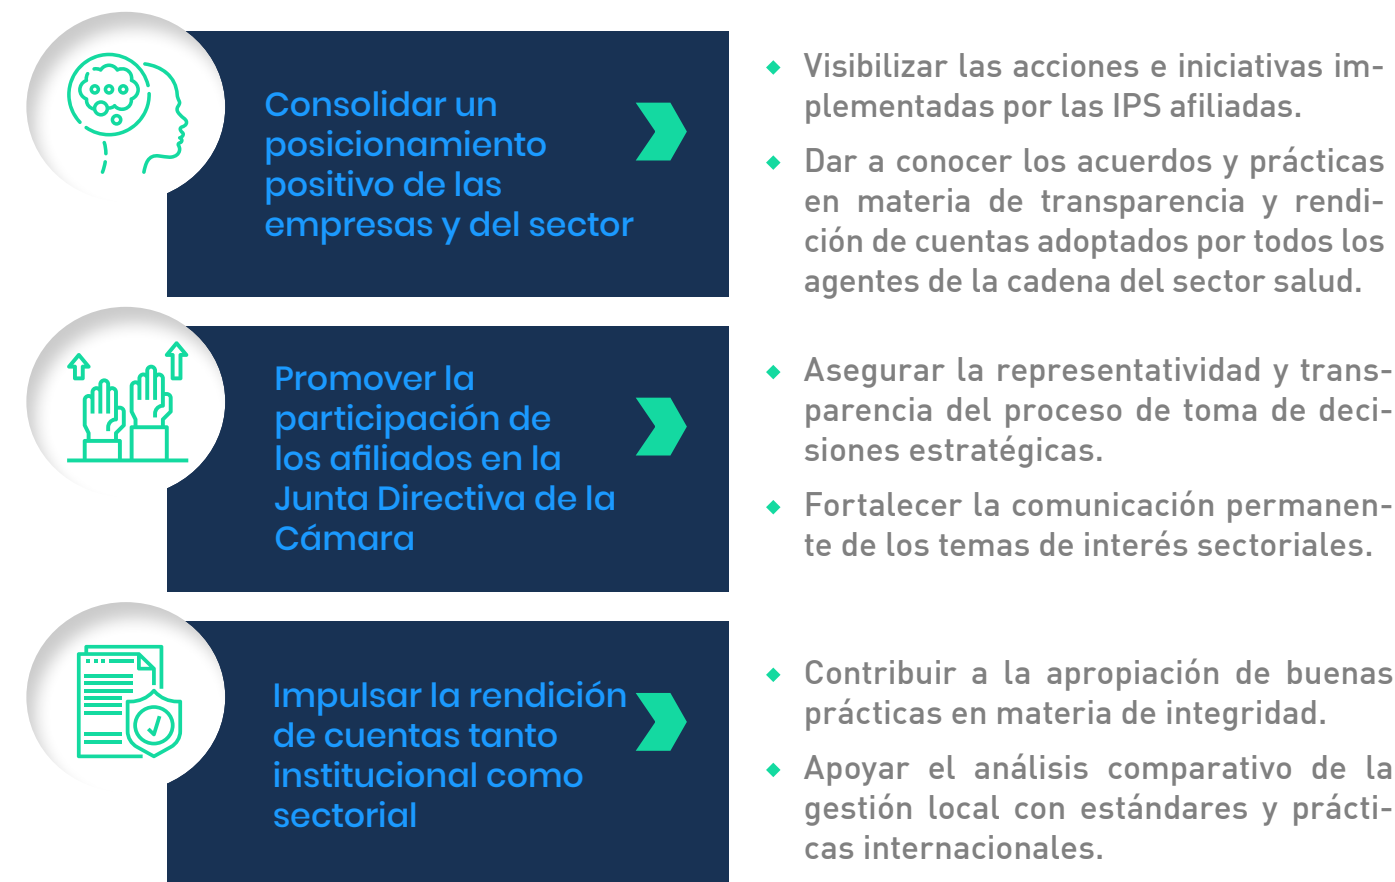 Consolidar un
posicionamiento
positivo de las
empresas y del sector
Visibilizar las acciones e iniciativas im-
plementadas por las IPS afiliadas.
Dar a conocer los acuerdos y prácticas
en materia de transparencia y rendi-
ción de cuentas adoptados por todos los
agentes de la cadena del sector salud.
Promover la
participación de
los afiliados en la
Junta Directiva de la
Cámara
Asegurar la representatividad y trans-
parencia del proceso de toma de deci-
siones estratégicas.
Fortalecer la comunicación permanen-
te de los temas de interés sectoriales.
Impulsar la rendición
de cuentas tanto
institucional como
sectorial
Contribuir a la apropiación de buenas
prácticas en materia de integridad.
Apoyar el análisis comparativo de la
gestión local con estándares y prácti-
cas internacionales.